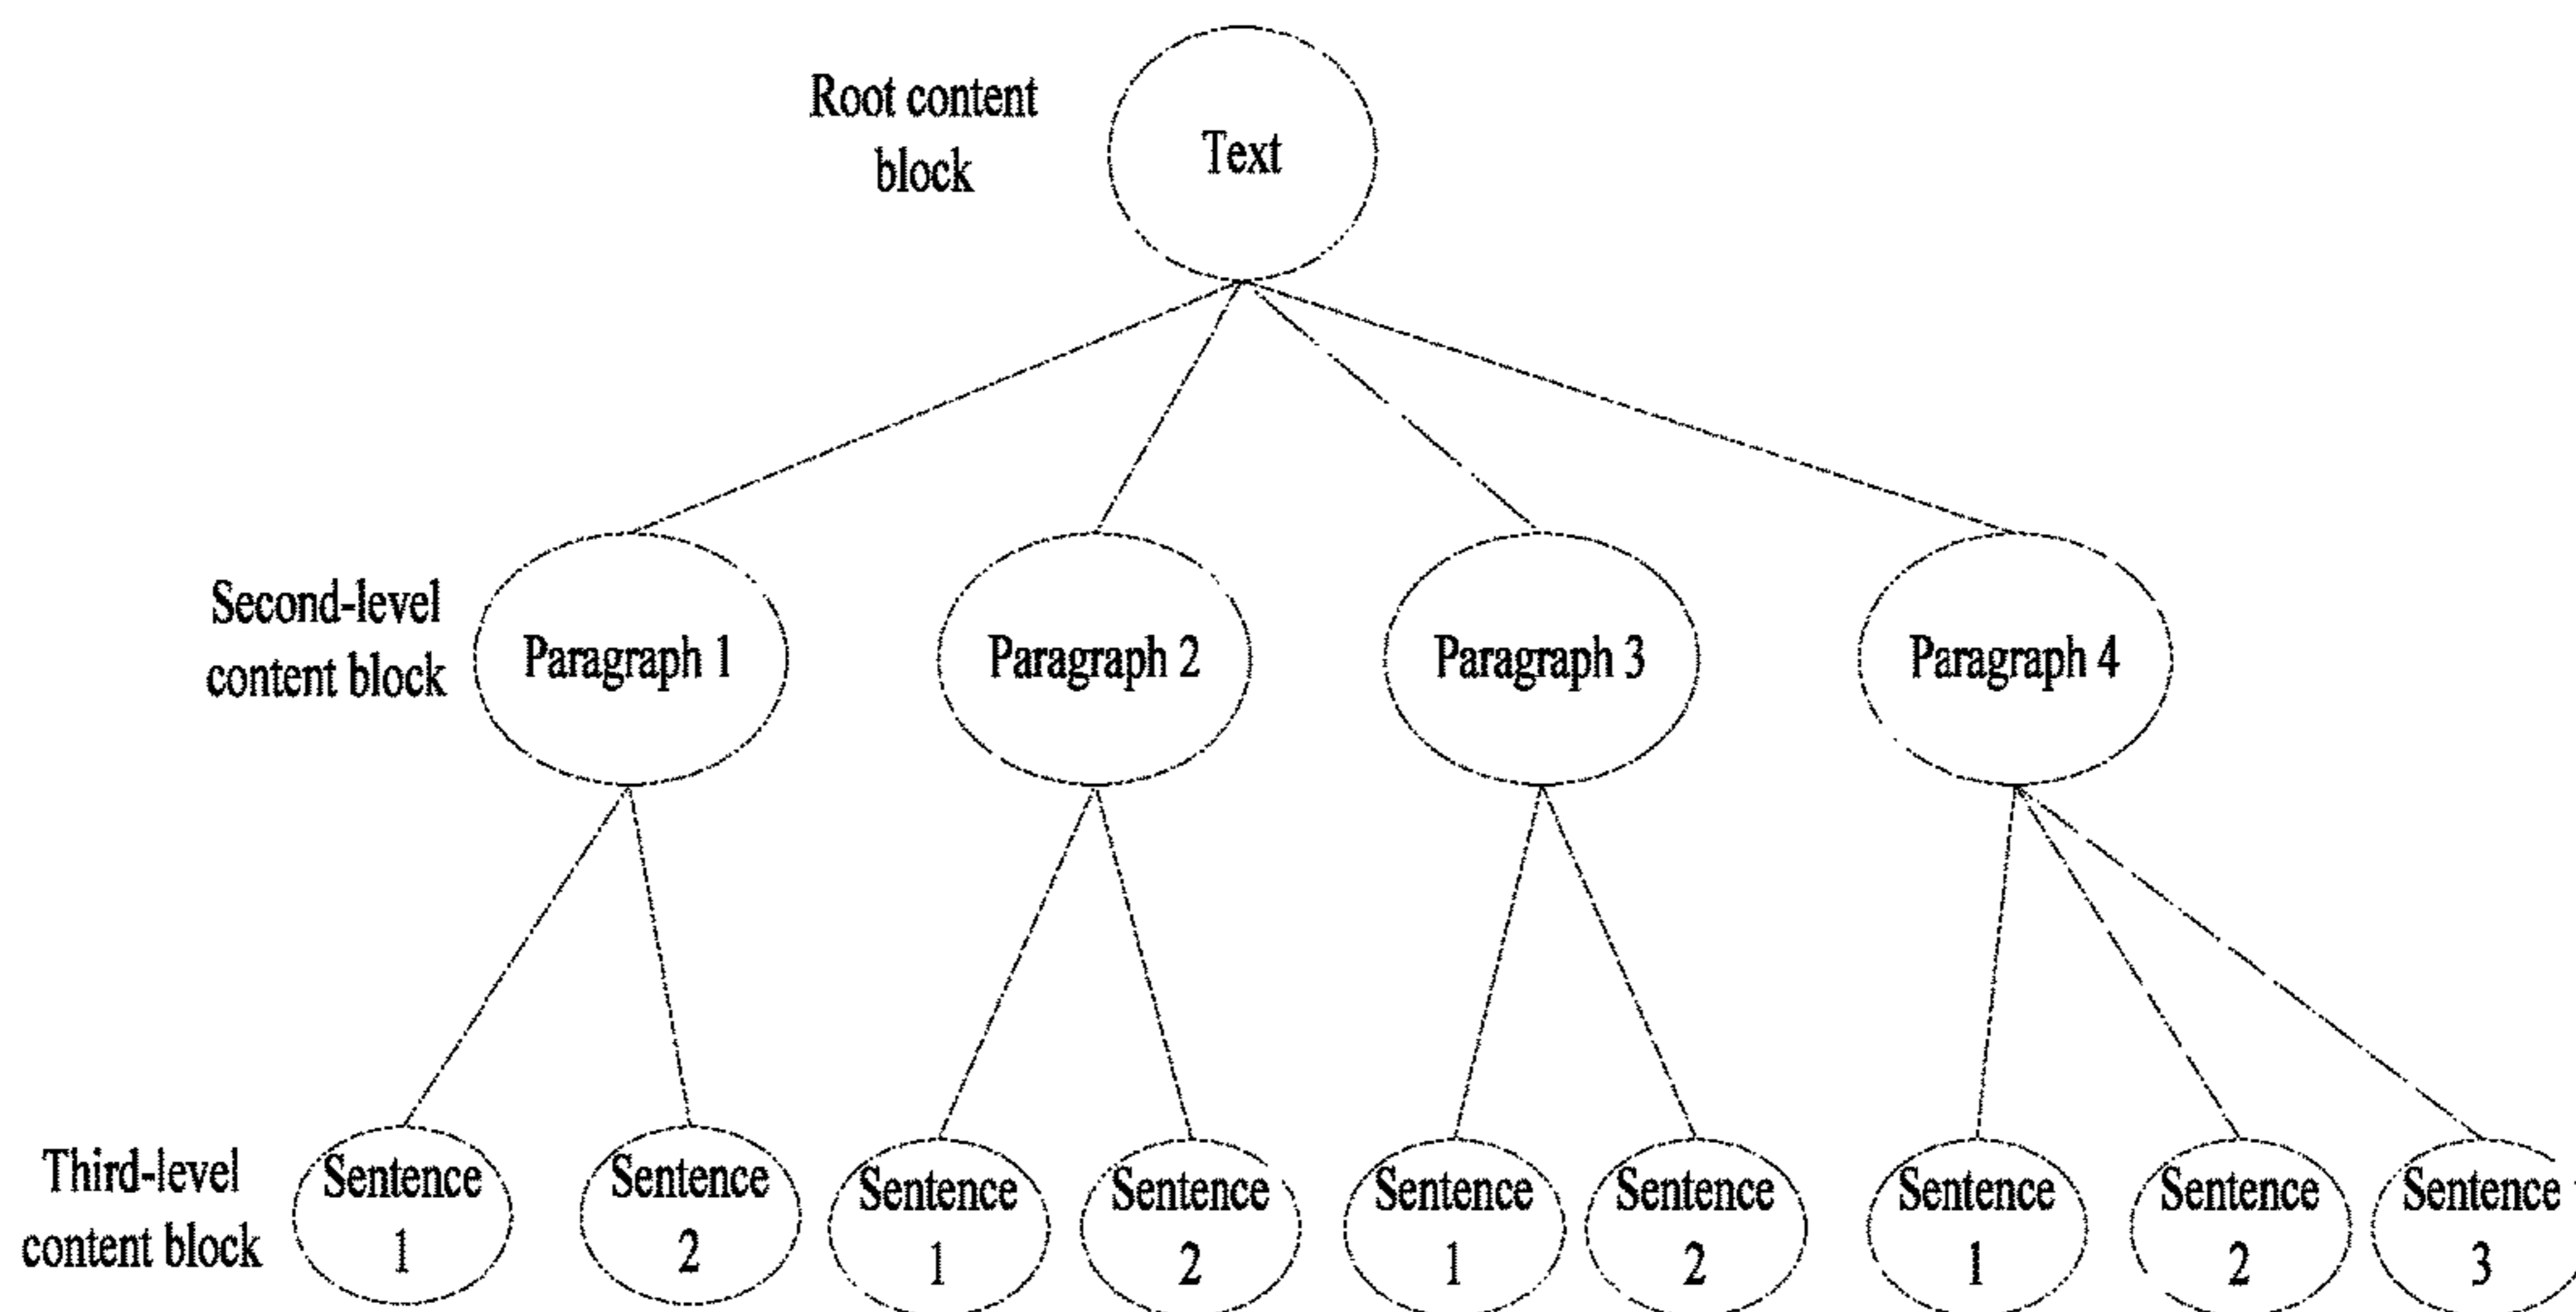 Root content
block
Text
Second-level
content block
Paragraph 1
Paragraph 2
Paragraph 3
Paragraph 4
Third-level
content block
Sentence
1
Sentence
2
Sentence
1
Sentence
2
Sentence
1
Sentence
2
Sentence
1
Sentence
2
Sentence
3